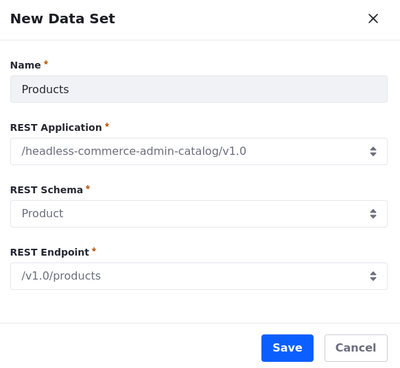 New Data Set
Name *
Products
REST Application *
/headless-commerce-admin-catalog/v1.0
REST Schema *
Product
REST Endpoint *
/v1.0/products
Save Cancel